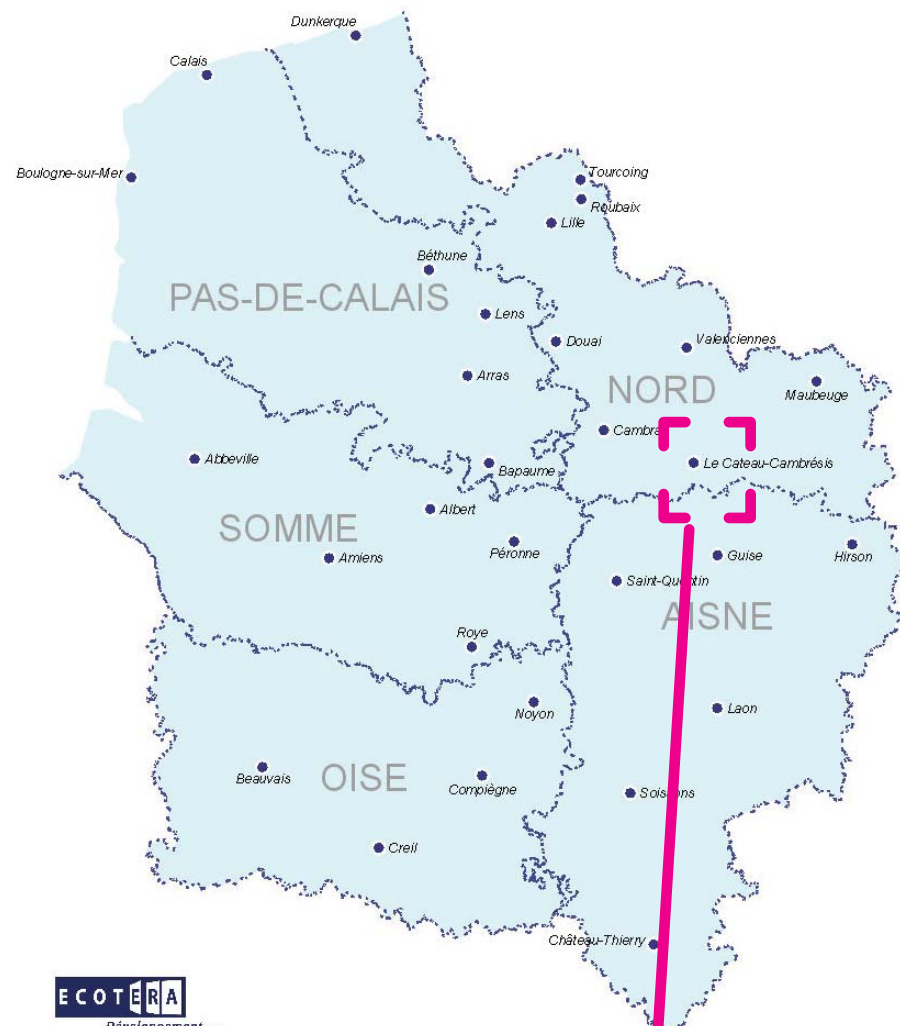 Dunkerque
Calais
Boulogne-sur-Mer
Tourcoing
Roubaix
Lille
Béthune
PAS-DE-CALAIS
Lens
Douai
Valenciennes
Arras
NORD
Maubeuge
Cambra
Abbeville
Bapaume
Le Cateau-Cambrésis
Albert
SOMME
Amiens
Péronne
Guise
Hirson
Saint-Quentin
AISNE
Roye
Noyon
Laon
Beauvais
OISE
Compiègne
Soissons
Creil
Château-Thierry
ECOTERA
Développement